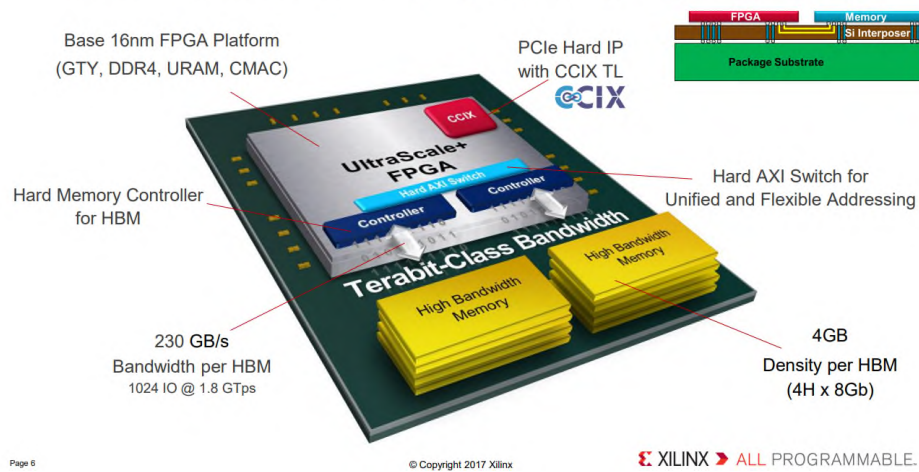 FPGA
Memory
Si Interposer
Package Substrate
Base 16nm FPGA Platform
(GTY, DDR4, URAM, CMAC)
PCIe Hard IP
with CCIX TL
CCIX
CCIX
UltraScale+
FPGA
Hard AXI Switch
Controller
Controller
Hard Memory Controller
for HBM
Hard AXI Switch for
Unified and Flexible Addressing
Terabit-Class Bandwidth
High Bandwidth
Memory
High Bandwidth
Memory
230 GB/s
Bandwidth per HBM
1024 IO @ 1.8 GTps
4GB
Density per HBM
(4H x 8Gb)
Page 6
© Copyright 2017 Xilinx
XILINX ALL PROGRAMMABLE.